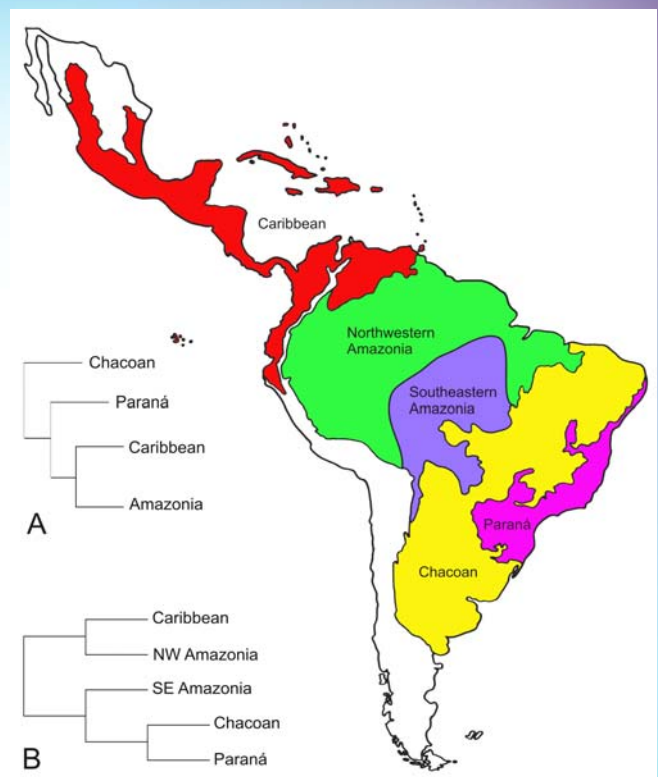 Caribbean
Northwestern
Amazonia
Southeastern
Amazonia
Paraná
Chacoan
Chacoan
Paraná
Caribbean
Amazonia
A
Caribbean
NW Amazonia
SE Amazonia
Chacoan
Paraná
B